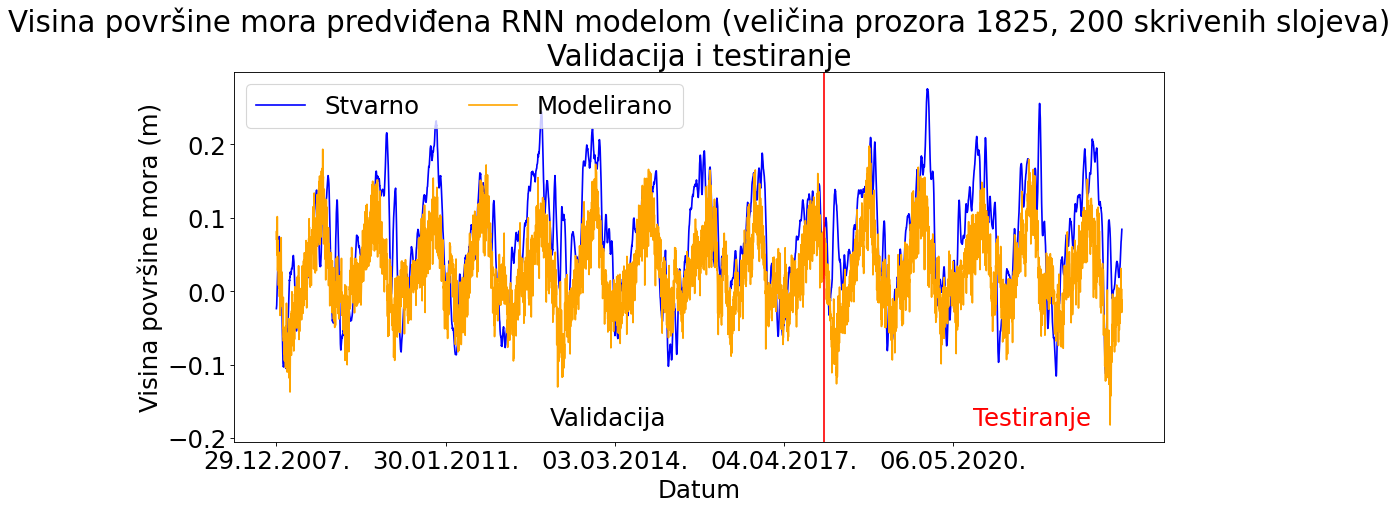 Visina površine mora predviđena RNN modelom (veličina prozora 1825, 200 skrivenih slojeva)
Validacija i testiranje
Stvarno
Modelirano
Visina površine mora (m)
0.2
0.1
0.0
−0.1
−0.2
Validacija
Testiranje
29.12.2007.
30.01.2011.
03.03.2014.
04.04.2017.
06.05.2020.
Datum